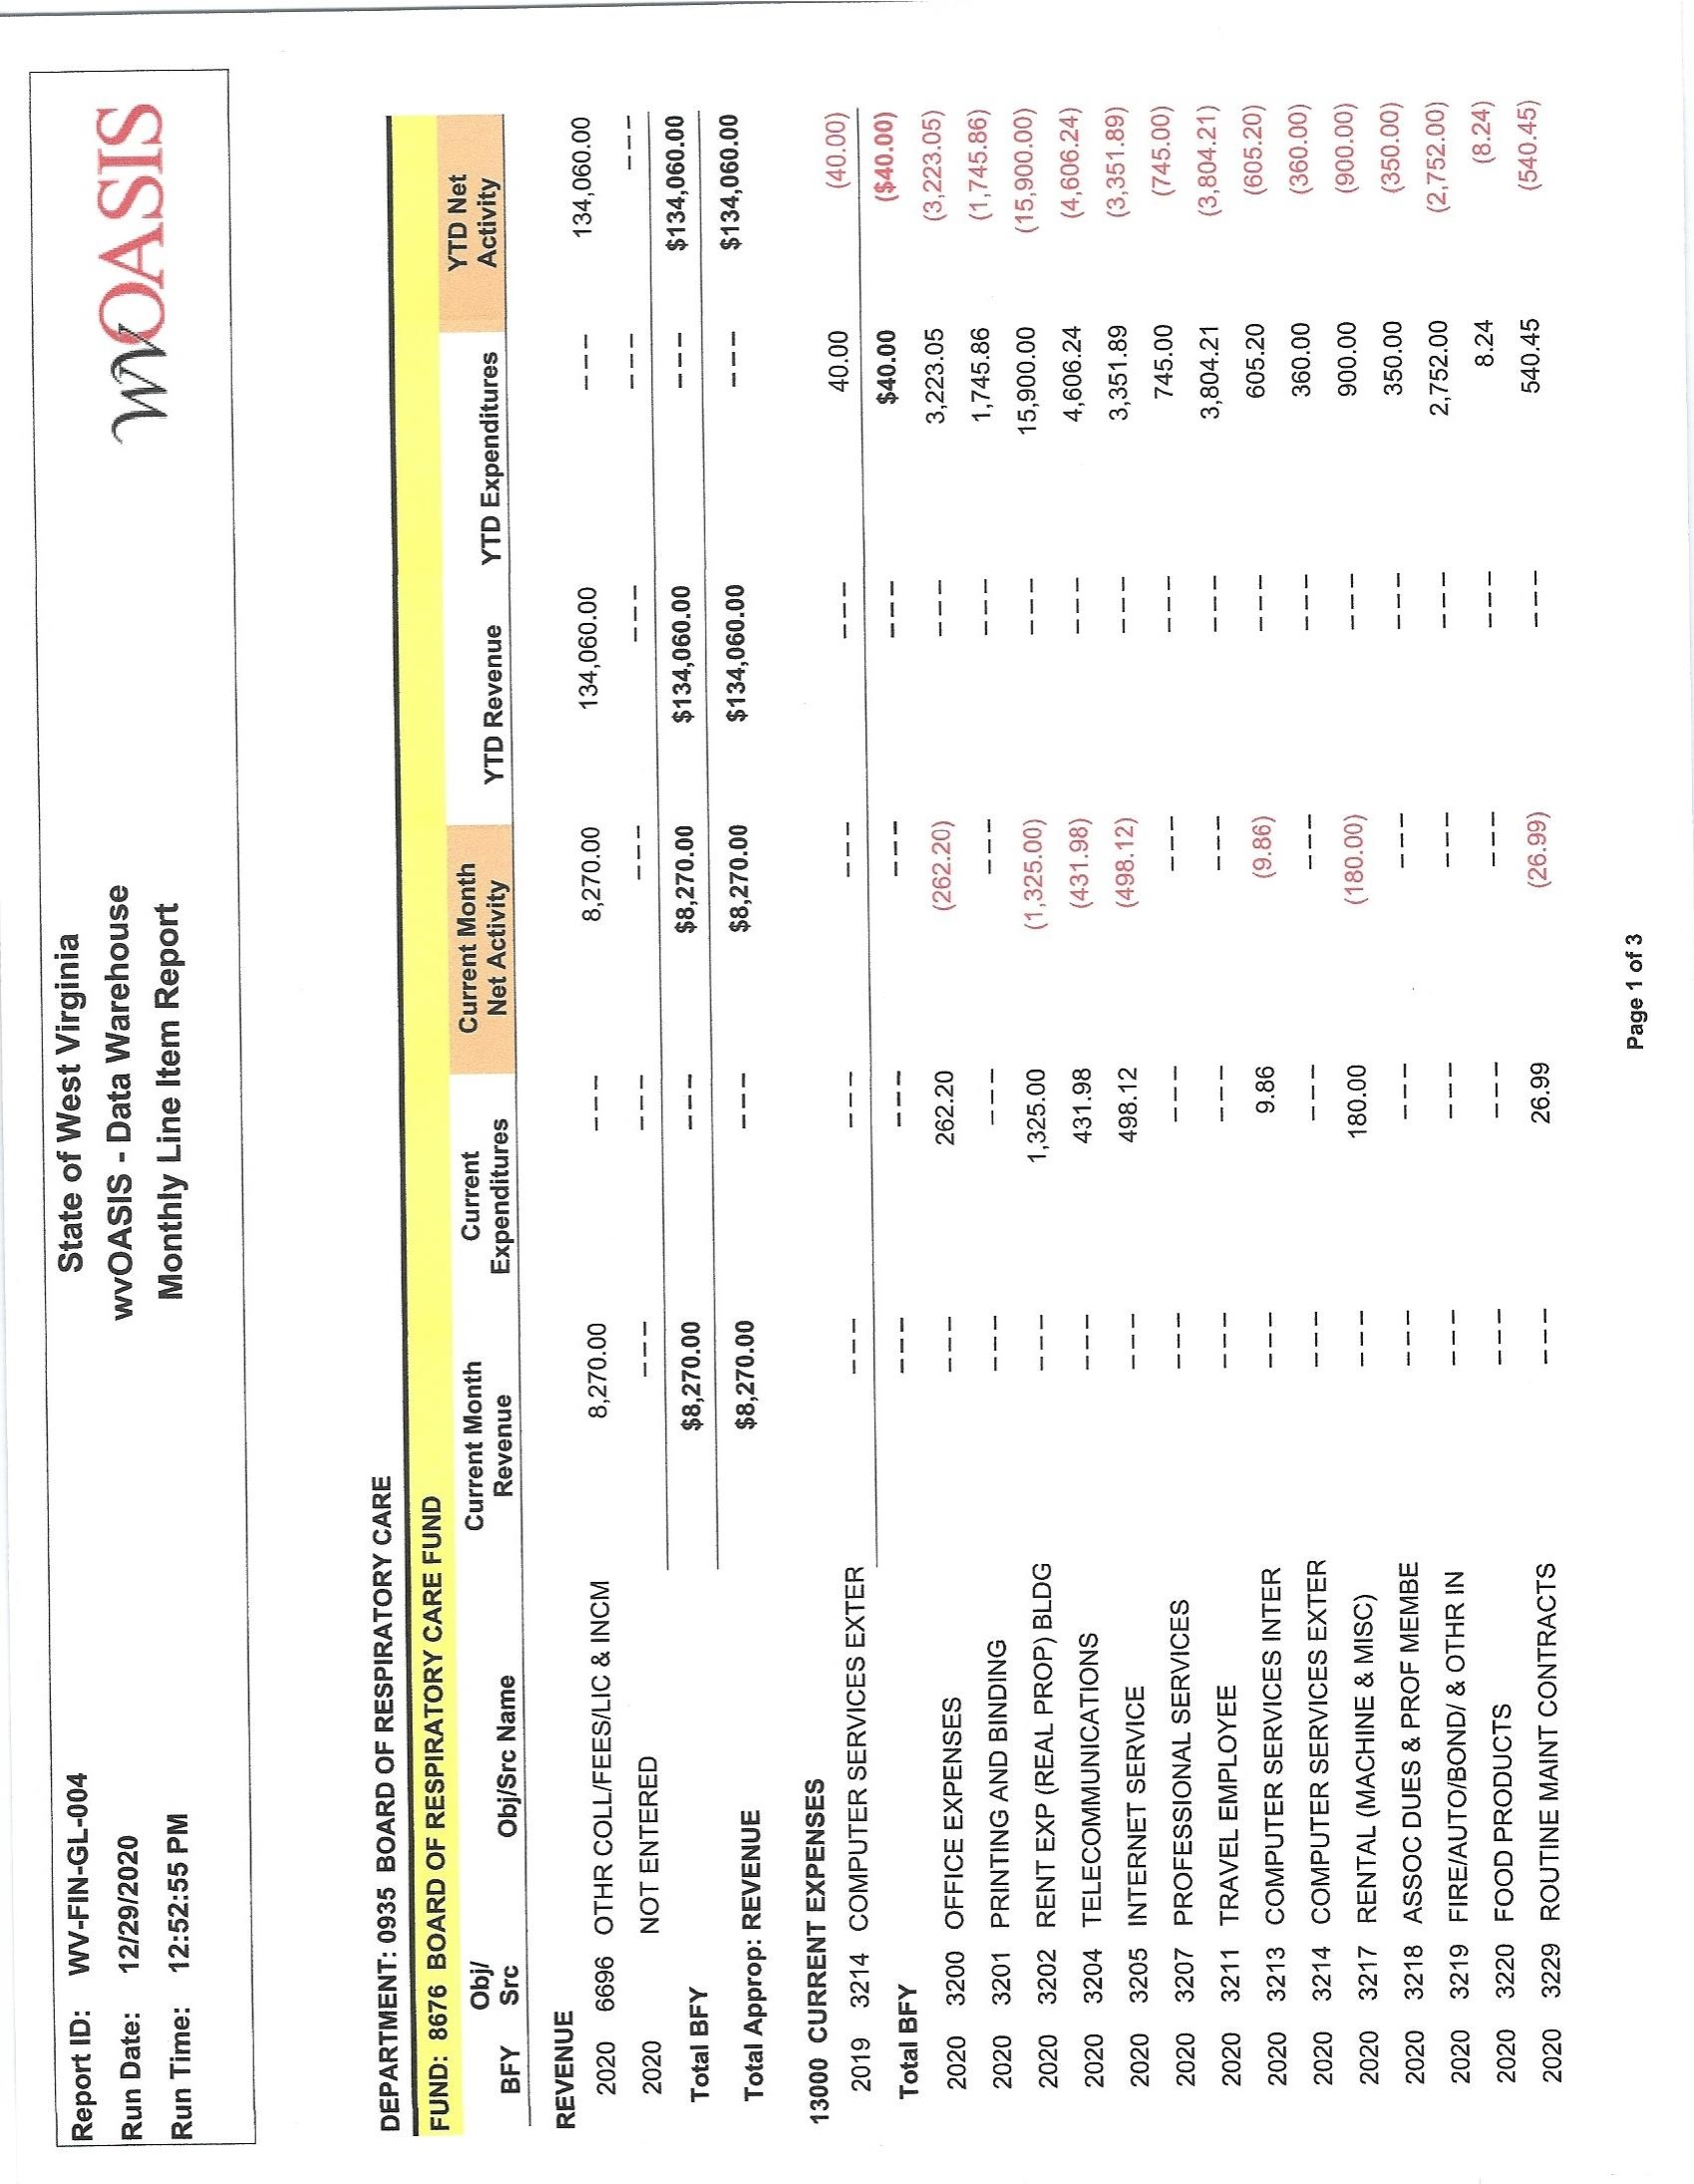 Report ID: WV-FIN-GL-004 State of West Virginia wvOASIS
Run Date: 12/29/2020 wvOASIS - Data Warehouse
Run Time: 12:52:55 PM Monthly Line Item Report
DEPARTMENT: 0935 BOARD OF RESPIRATORY CARE
FUND: 8676 BOARD OF RESPIRATORY CARE FUND
BFY Obj/ Src Obj/Src Name Current Month Revenue Current Expenditures Current Month Net Activity YTD Revenue YTD Expenditures YTD Net Activity
REVENUE
2020 6696 OTHR COLL/FEES/LIC & INCM 8,270.00 --- 8,270.00 134,060.00 --- 134,060.00
2020 NOT ENTERED --- --- --- --- --- ---
Total BFY $8,270.00 --- $8,270.00 $134,060.00 --- $134,060.00
Total Approp: REVENUE $8,270.00 --- $8,270.00 $134,060.00 --- $134,060.00
13000 CURRENT EXPENSES
2019 3214 COMPUTER SERVICES EXTER --- --- --- --- 40.00 (40.00)
Total BFY --- --- --- --- $40.00 ($40.00)
2020 3200 OFFICE EXPENSES --- 262.20 (262.20) --- 3,223.05 (3,223.05)
2020 3201 PRINTING AND BINDING --- --- --- --- 1,745.86 (1,745.86)
2020 3202 RENT EXP (REAL PROP) BLDG --- 1,325.00 (1,325.00) --- 15,900.00 (15,900.00)
2020 3204 TELECOMMUNICATIONS --- 431.98 (431.98) --- 4,606.24 (4,606.24)
2020 3205 INTERNET SERVICE --- 498.12 (498.12) --- 3,351.89 (3,351.89)
2020 3207 PROFESSIONAL SERVICES --- --- --- --- 745.00 (745.00)
2020 3211 TRAVEL EMPLOYEE --- --- --- --- 3,804.21 (3,804.21)
2020 3213 COMPUTER SERVICES INTER --- 9.86 (9.86) --- 605.20 (605.20)
2020 3214 COMPUTER SERVICES EXTER --- --- --- --- 360.00 (360.00)
2020 3217 RENTAL (MACHINE & MISC) --- 180.00 (180.00) --- 900.00 (900.00)
2020 3218 ASSOC DUES & PROF MEMBE --- --- --- --- 350.00 (350.00)
2020 3219 FIRE/AUTO/BOND/ & OTHR IN --- --- --- --- 2,752.00 (2,752.00)
2020 3220 FOOD PRODUCTS --- --- --- --- 8.24 (8.24)
2020 3229 ROUTINE MAINT CONTRACTS --- 26.99 (26.99) --- 540.45 (540.45)
Page 1 of 3